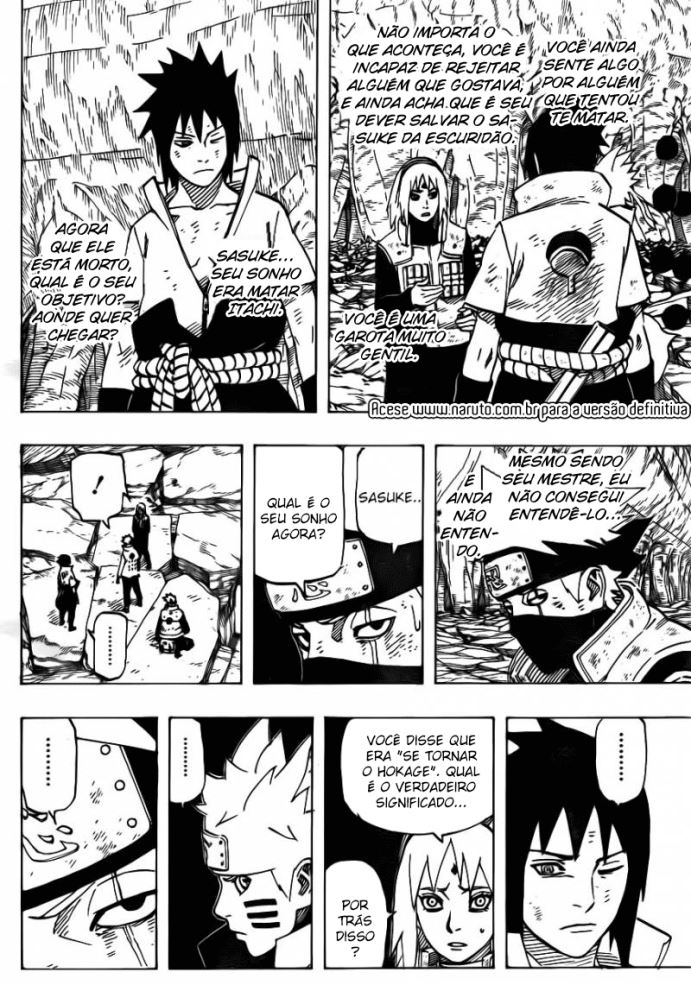 VOCÊ AINDA
SENTE ALGO
POR ALGUÉM
QUE TENTOU
TE MATAR.
NÃO IMPORTA O
QUE ACONTEÇA, VOCÊ É
INCAPAZ DE REJEITAR
ALGUÉM QUE GOSTAVA,
E AINDA ACHA QUE É SEU
DEVER SALVAR O SA-
SUKE DA ESCURIDÃO.
VOCÊ É UMA
GAROTA MUITO
GENTIL.
SASUKE...
SEU SONHO
ERA MATAR
ITACHI.
AGORA
QUE ELE
ESTÁ MORTO,
QUAL É O SEU
OBJETIVO?
AONDE QUER
CHEGAR?
Acese www.naruto.com.br para a versão definitiva
MESMO SENDO
SEU MESTRE, EU
NÃO CONSEGUI
ENTENDÊ-LO...
E
AINDA
NÃO
ENTEN-
DO.
SASUKE..
QUAL É O
SEU SONHO
AGORA?
!
........
........
VOCÊ DISSE QUE
ERA "SE TORNAR
O HOKAGE". QUAL
É O VERDADEIRO
SIGNIFICADO...
POR
TRÁS
DISSO
?
........
........